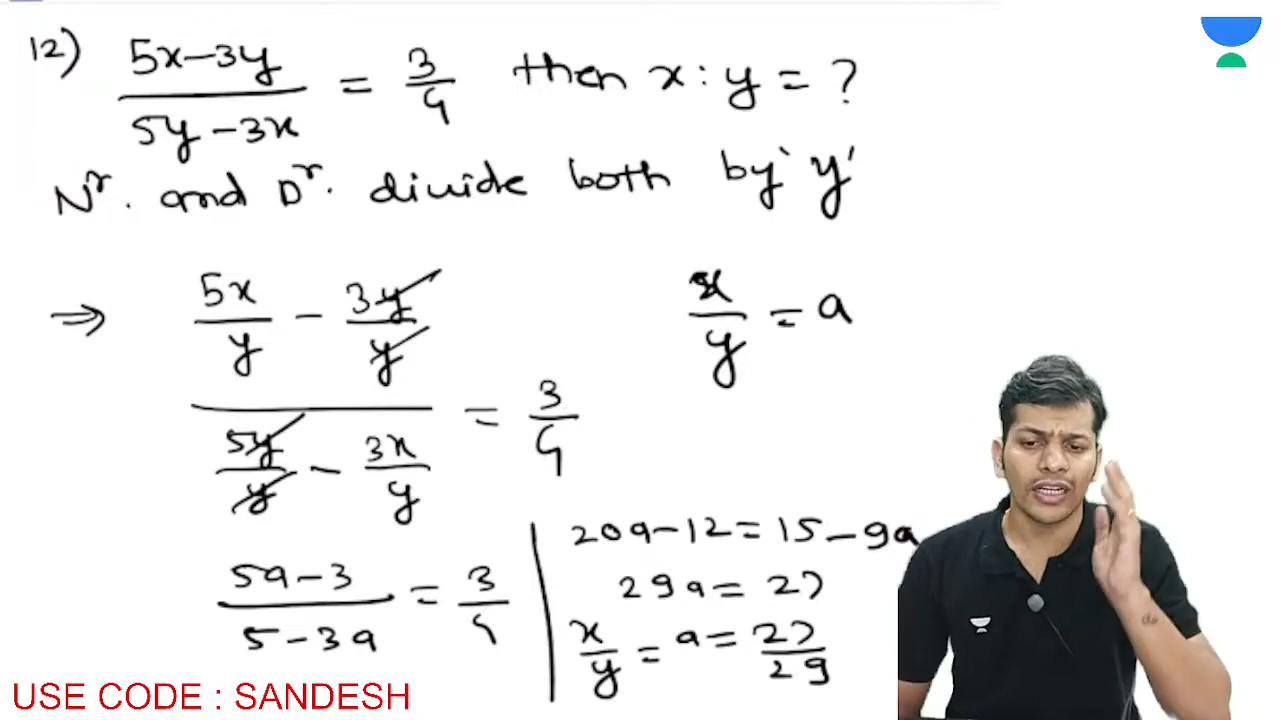 12) (5x-3y)/(5y-3x) = 3/4 then x : y = ?
Nʳ. and Dʳ. divide both by 'y'
⇒ (5x/y - 3y/y)/(5y/y - 3x/y) = 3/4
x/y = a
(5a-3)/(5-3a) = 3/4
20a-12=15-9a
29a = 27
x/y = a = 27/29
USE CODE : SANDESH